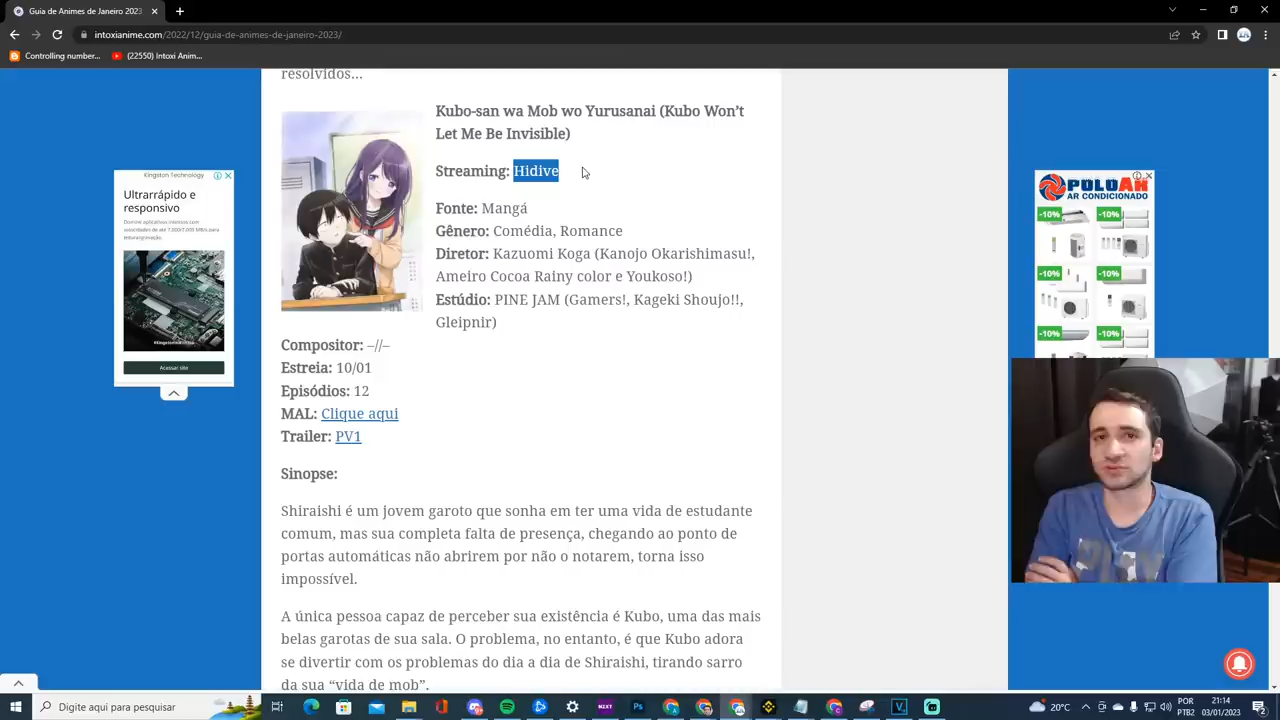 Guia de Animes de Janeiro 2023
intoxianime.com/2022/12/guia-de-animes-de-janeiro-2023/
Controlling number...
(22550) Intoxi Anim...
resolvidos...
Kubo-san wa Mob wo Yurusanai (Kubo Won't
Let Me Be Invisible)
Streaming: Hidive
Fonte: Mangá
Gênero: Comédia, Romance
Diretor: Kazuomi Koga (Kanojo Okarishimasu!,
Ameiro Cocoa Rainy color e Youkoso!)
Estúdio: PINE JAM (Gamers!, Kageki Shoujo!!,
Gleipnir)
Compositor: –//–
Estreia: 10/01
Episódios: 12
MAL: Clique aqui
Trailer: PV1
Sinopse:
Shiraishi é um jovem garoto que sonha em ter uma vida de estudante
comum, mas sua completa falta de presença, chegando ao ponto de
portas automáticas não abrirem por não o notarem, torna isso
impossível.
A única pessoa capaz de perceber sua existência é Kubo, uma das mais
belas garotas de sua sala. O problema, no entanto, é que Kubo adora
se divertir com os problemas do dia a dia de Shiraishi, tirando sarro
da sua “vida de mob”.
Kingston Technology
Ultrarrápido e
responsivo
Acessar site
POLOAR
AR CONDICIONADO
-10%
-10%
-10%
-10%
-10%
-10%
Digite aqui para pesquisar
NEXT
20°C
POR
21:14
03/01/2023